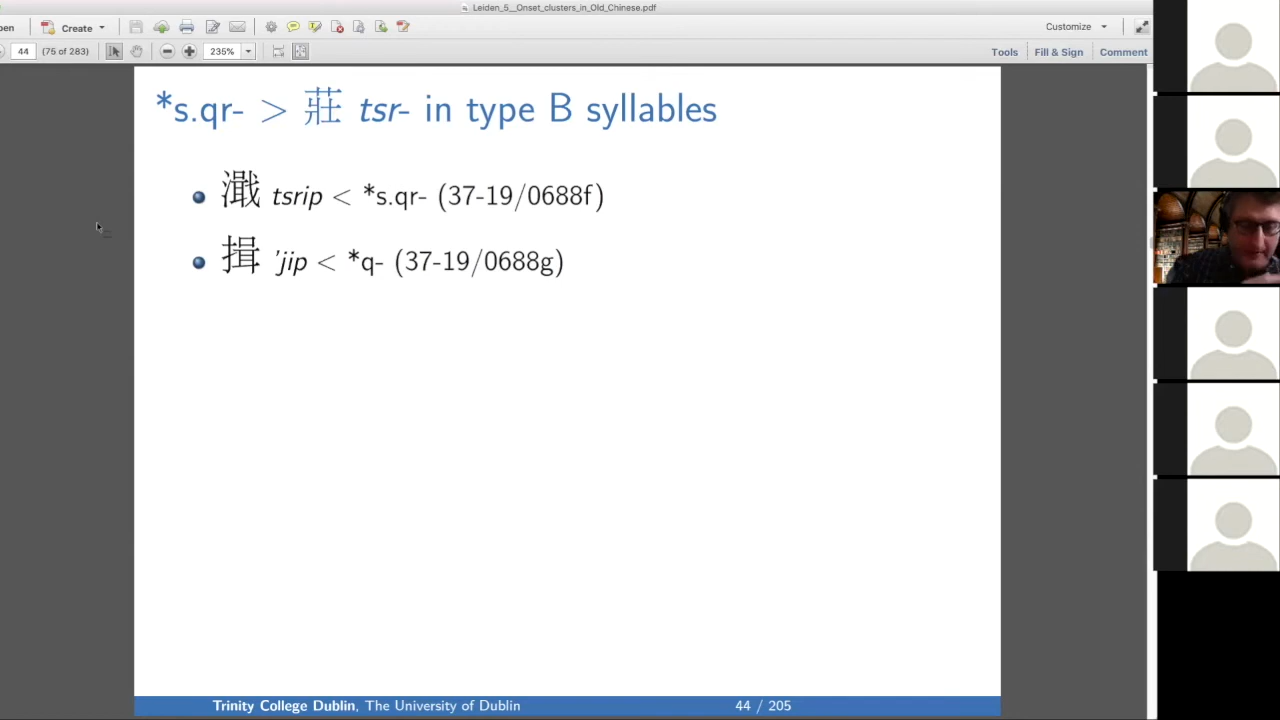 Leiden_5__Onset_clusters_in_Old_Chinese.pdf
pen Create Customize
44 (75 of 283) 235% Tools Fill & Sign Comment
*s.qr- > 莊 tsr- in type B syllables
濈 tsrip < *s.qr- (37-19/0688f)
揖 'jip < *q- (37-19/0688g)
Trinity College Dublin, The University of Dublin 44 / 205